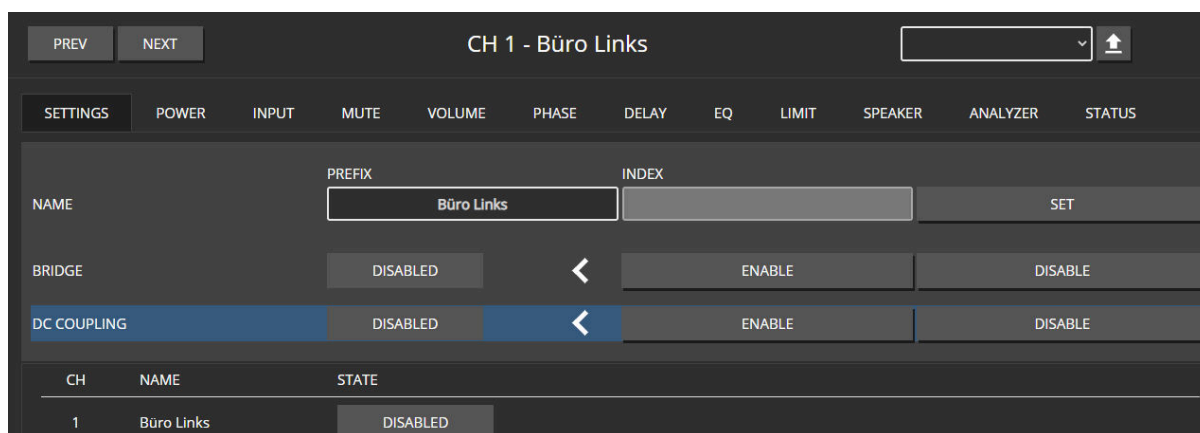 PREV NEXT CH 1 - Büro Links
SETTINGS POWER INPUT MUTE VOLUME PHASE DELAY EQ LIMIT SPEAKER ANALYZER STATUS
PREFIX INDEX
NAME Büro Links SET
BRIDGE DISABLED ENABLE DISABLE
DC COUPLING DISABLED ENABLE DISABLE
CH NAME STATE
1 Büro Links DISABLED